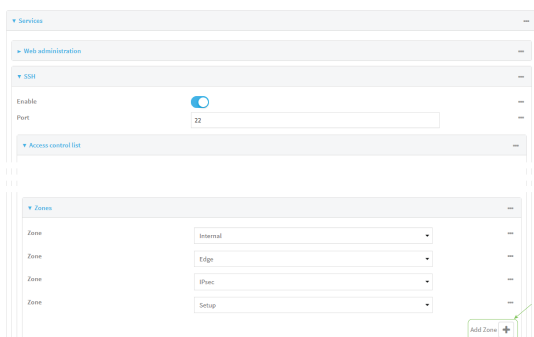 Services
Web administration
SSH
Enable
Port 22
Access control list
Zones
Zone Internal
Zone Edge
Zone IPsec
Zone Setup
Add Zone